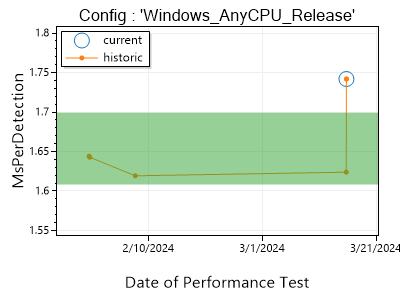 Config : 'Windows_AnyCPU_Release'
1.8
current
historic
1.75
1.7
1.65
1.6
1.55
MsPerDetection
2/10/2024
3/1/2024
3/21/2024
Date of Performance Test